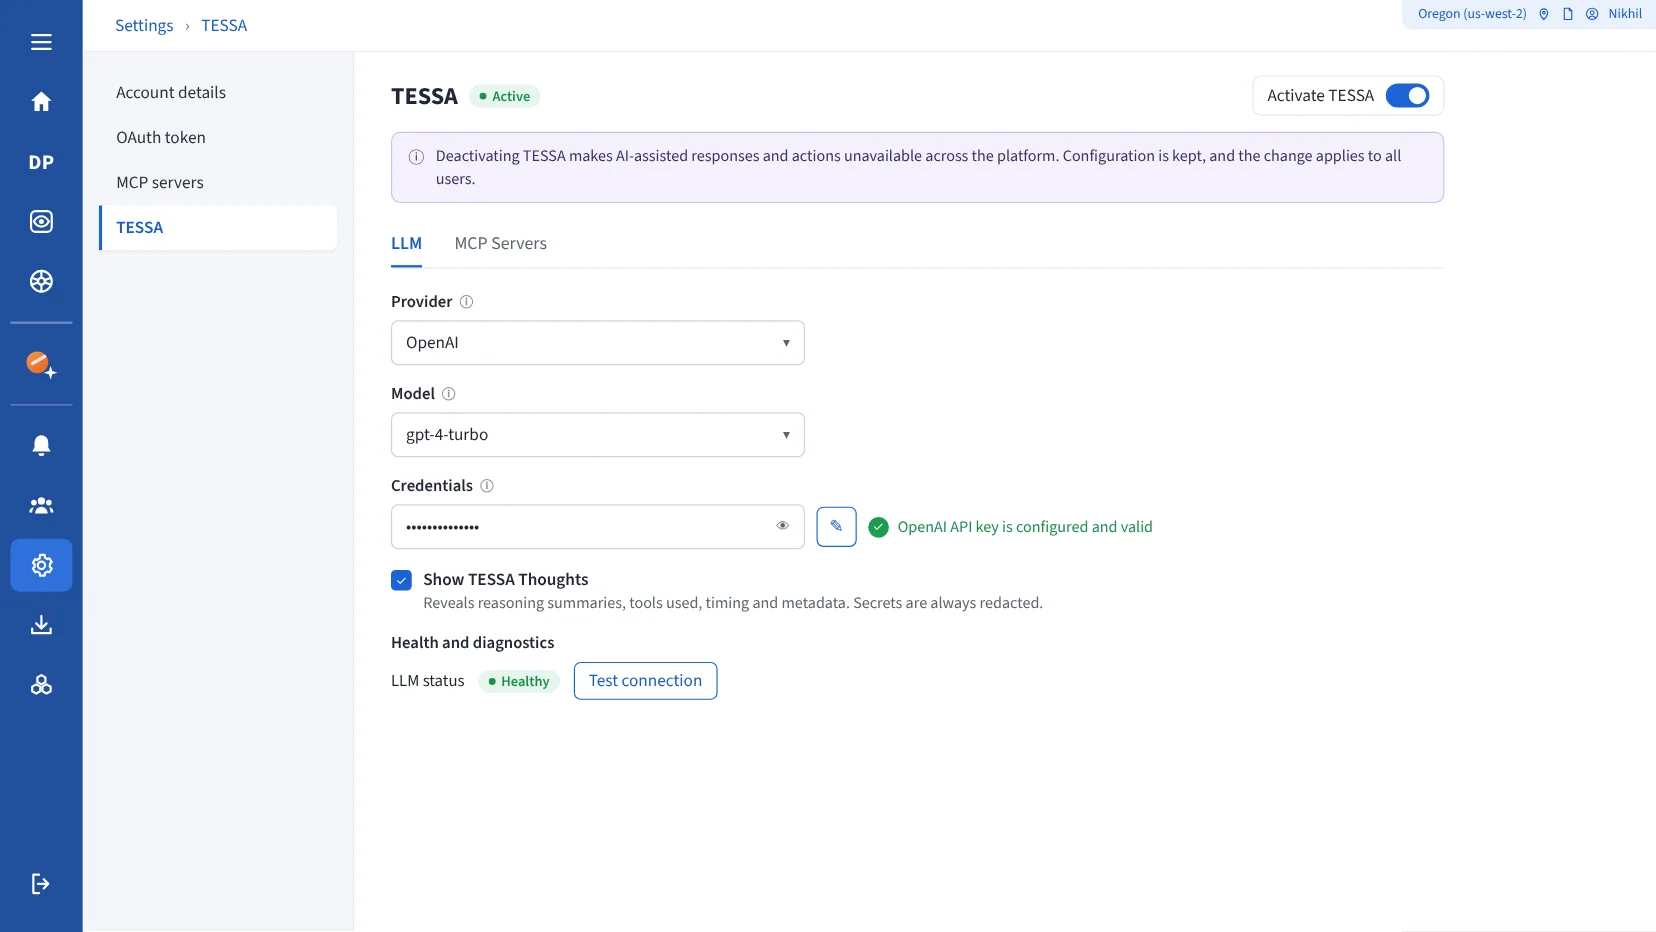 Settings › TESSA
Oregon (us-west-2) Nikhil
DP
Account details
OAuth token
MCP servers
TESSA
TESSA Active
Activate TESSA
Deactivating TESSA makes AI-assisted responses and actions unavailable across the platform. Configuration is kept, and the change applies to all
users.
LLM MCP Servers
Provider
OpenAI
Model
gpt-4-turbo
Credentials
••••••••••••••
OpenAI API key is configured and valid
Show TESSA Thoughts
Reveals reasoning summaries, tools used, timing and metadata. Secrets are always redacted.
Health and diagnostics
LLM status Healthy Test connection